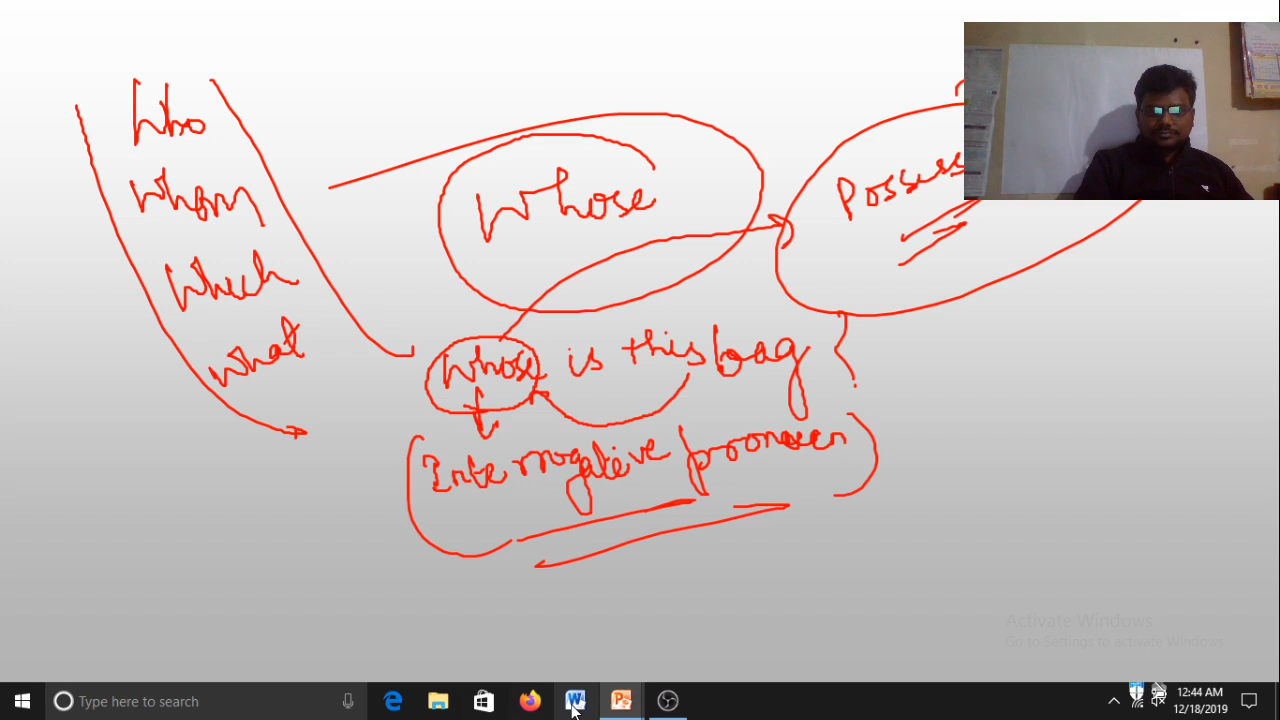 who
whom
which
what
whose
Possess
whose is this bag
Interrogative pronoun
Activate Windows
Go to Settings to activate Windows.
Type here to search
12:44 AM
12/18/2019